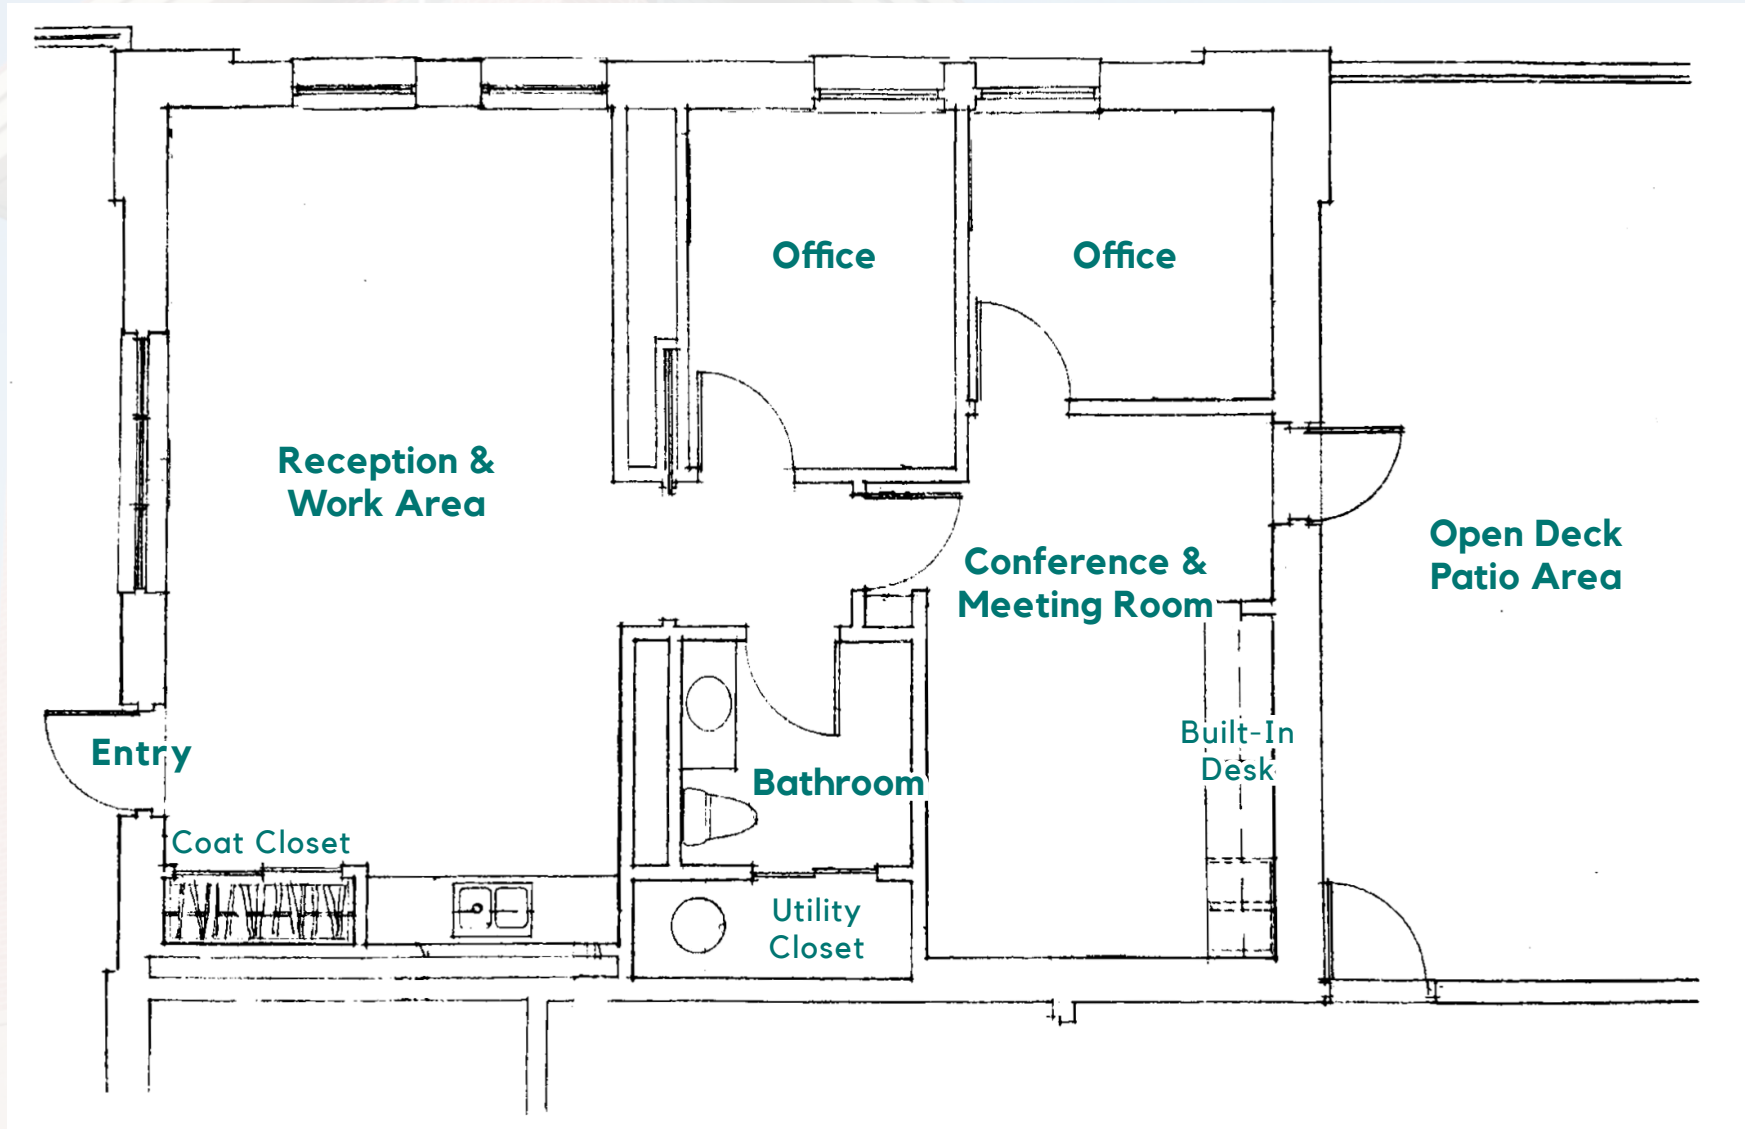 Office
Office
Reception &
Work Area
Open Deck
Patio Area
Conference &
Meeting Room
Built-In
Desk
Entry
Bathroom
Coat Closet
Utility
Closet